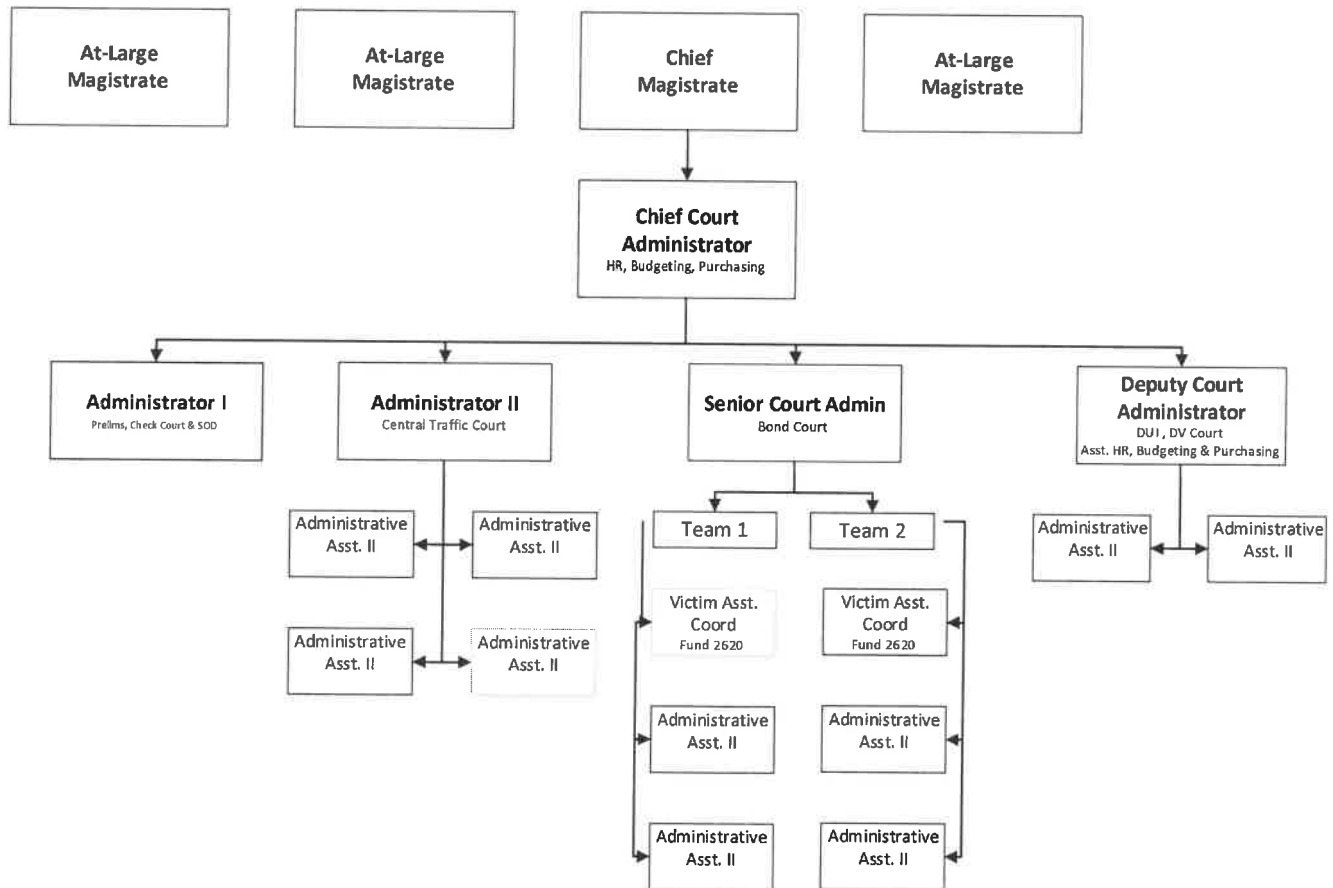 At-Large
Magistrate
At-Large
Magistrate
Chief
Magistrate
At-Large
Magistrate
Chief Court
Administrator
HR, Budgeting, Purchasing
Administrator I
Prelims, Check Court & SOD
Administrator II
Central Traffic Court
Senior Court Admin
Bond Court
Deputy Court
Administrator
DUI, DV Court
Asst. HR, Budgeting & Purchasing
Administrative
Asst. II
Administrative
Asst. II
Administrative
Asst. II
Administrative
Asst. II
Team 1
Victim Asst.
Coord
Fund 2620
Administrative
Asst. II
Administrative
Asst. II
Team 2
Victim Asst.
Coord
Fund 2620
Administrative
Asst. II
Administrative
Asst. II
Administrative
Asst. II
Administrative
Asst. II